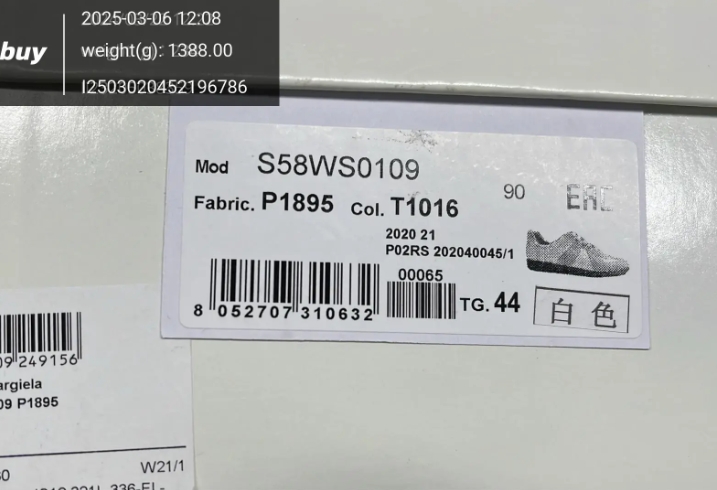 buy
2025-03-06 12:08
weight(g): 1388.00
I2503020452196786
Mod S58WS0109
Fabric. P1895 Col. T1016
90 EAC
2020 21
P02RS 202040045/1
00065
8 052707 310632
TG. 44
白色
09 249156
argiela
09 P1895
W21/1